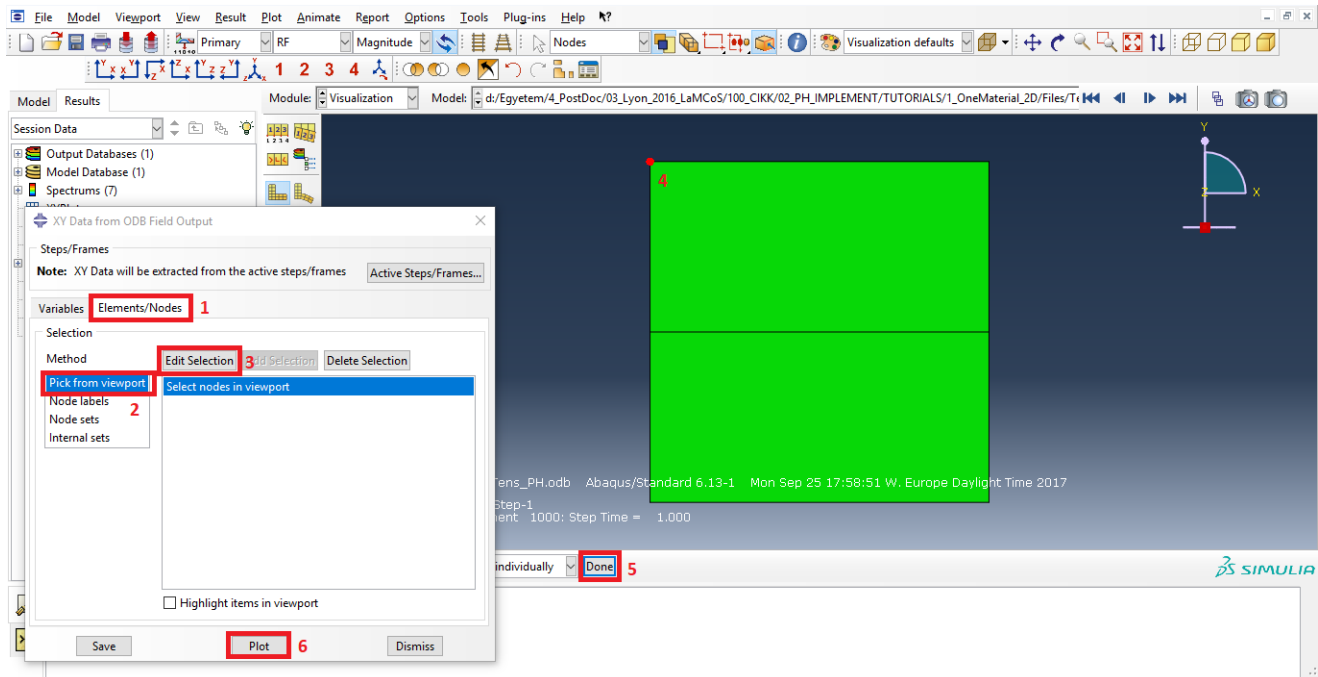 File Model Viewport View Result Plot Animate Report Options Tools Plug-ins Help
Primary RF Magnitude Nodes Visualization defaults
1 2 3 4
Model Results Module: Visualization Model: d:/Egyetem/4_PostDoc/03_Lyon_2016_LaMCoS/100_CIKK/02_PH_IMPLEMENT/TUTORIALS/1_OneMaterial_2D/Files/Te
Session Data
Output Databases (1)
Model Database (1)
Spectrums (7)
Y
X
Z
4
XY Data from ODB Field Output
Steps/Frames
Note: XY Data will be extracted from the active steps/frames Active Steps/Frames...
Variables Elements/Nodes 1
Selection
Method Edit Selection 3 Selection Delete Selection
Pick from viewport Select nodes in viewport
Node labels 2
Node sets
Internal sets
Tens_PH.odb Abaqus/Standard 6.13-1 Mon Sep 25 17:58:51 W. Europe Daylight Time 2017
Step-1
1000: Step Time = 1.000
individually Done 5
SIMULIA
Highlight items in viewport
Save Plot 6 Dismiss